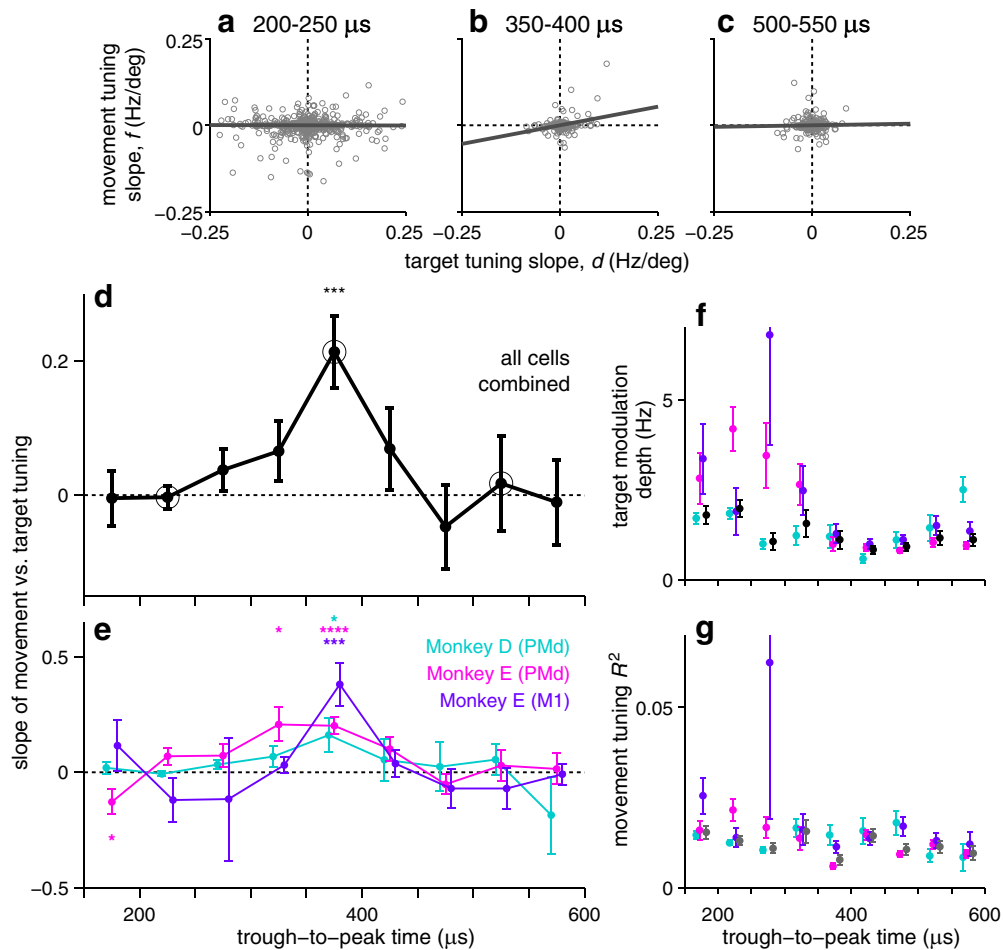 a 200-250 µs
b 350-400 µs
c 500-550 µs
movement tuning
slope, f (Hz/deg)
0.25
0
−0.25
−0.25 0 0.25
−0.25 0 0.25
−0.25 0 0.25
target tuning slope, d (Hz/deg)
slope of movement vs. target tuning
d
***
all cells
combined
0.2
0
e
*
* **** ***
*
Monkey D (PMd)
Monkey E (PMd)
Monkey E (M1)
0.5
0
−0.5
200 400 600
trough−to−peak time (µs)
f
target modulation
depth (Hz)
5
0
g
movement tuning R2
0.05
0
200 400 600
trough−to−peak time (µs)